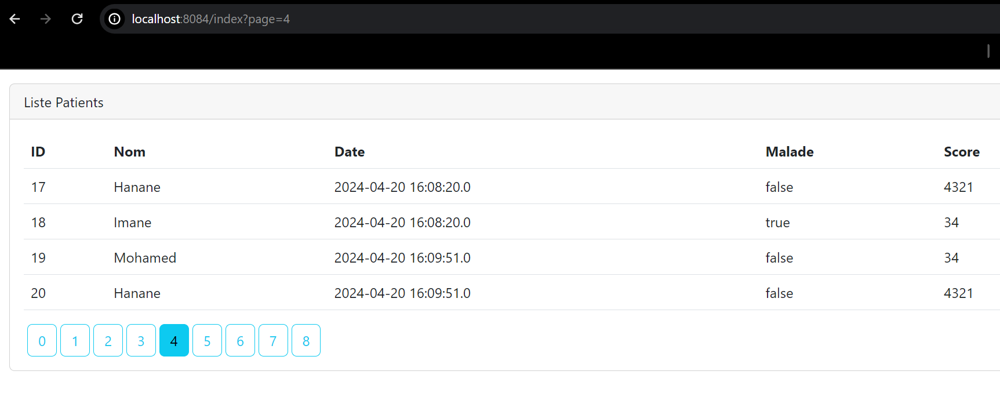 localhost:8084/index?page=4
Liste Patients
ID Nom Date Malade Score
17 Hanane 2024-04-20 16:08:20.0 false 4321
18 Imane 2024-04-20 16:08:20.0 true 34
19 Mohamed 2024-04-20 16:09:51.0 false 34
20 Hanane 2024-04-20 16:09:51.0 false 4321
0 1 2 3 4 5 6 7 8